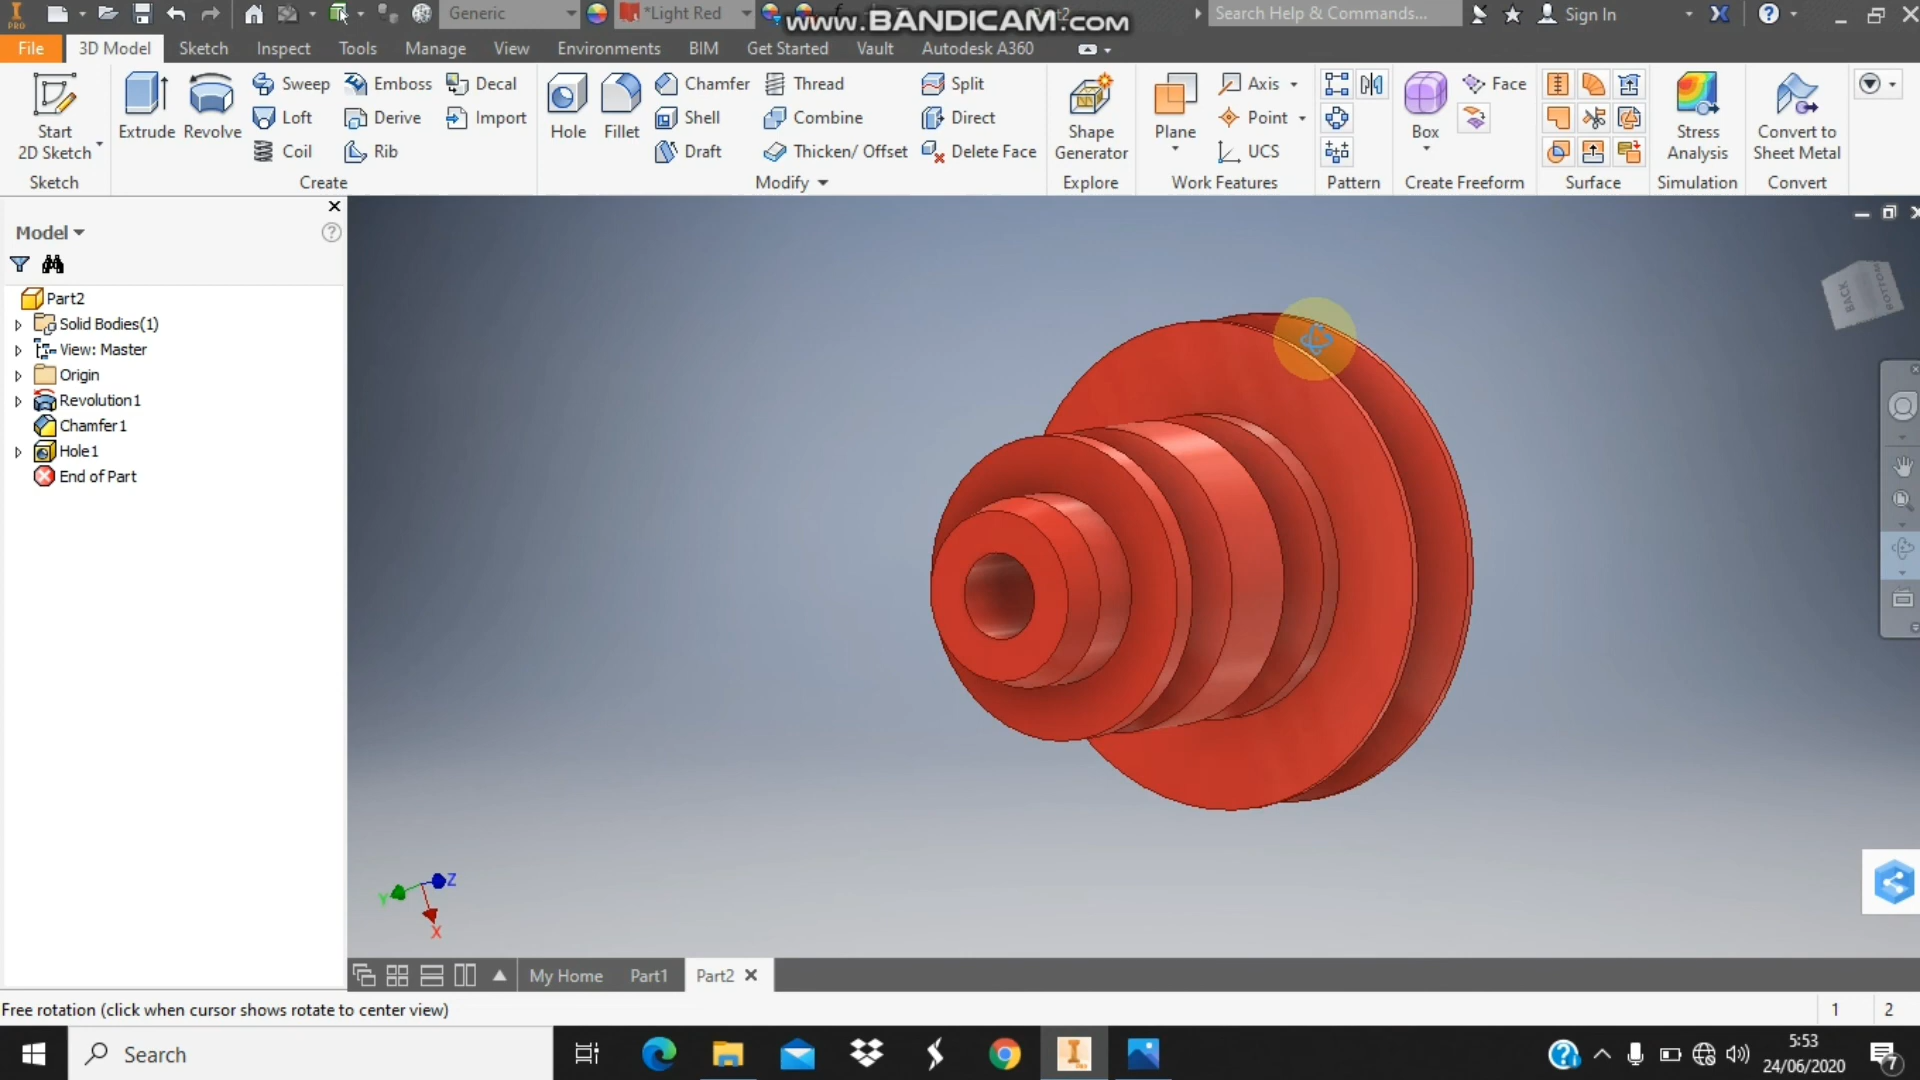 Generic
*Light Red
www.BANDICAM.com
Search Help & Commands...
Sign In
PRO
File
3D Model
Sketch
Inspect
Tools
Manage
View
Environments
BIM
Get Started
Vault
Autodesk A360
Start
2D Sketch
Extrude
Revolve
Sweep
Loft
Coil
Emboss
Derive
Rib
Decal
Import
Hole
Fillet
Chamfer
Shell
Draft
Thread
Combine
Thicken/ Offset
Split
Direct
Delete Face
Shape
Generator
Plane
Axis
Point
UCS
Box
Face
Stress
Analysis
Convert to
Sheet Metal
Sketch
Create
Modify
Explore
Work Features
Pattern
Create Freeform
Surface
Simulation
Convert
Model
Part2
Solid Bodies(1)
View: Master
Origin
Revolution1
Chamfer1
Hole1
End of Part
BACK
BOTTOM
Z
Y
X
My Home
Part1
Part2
Free rotation (click when cursor shows rotate to center view)
1
2
Search
5:53
24/06/2020
7